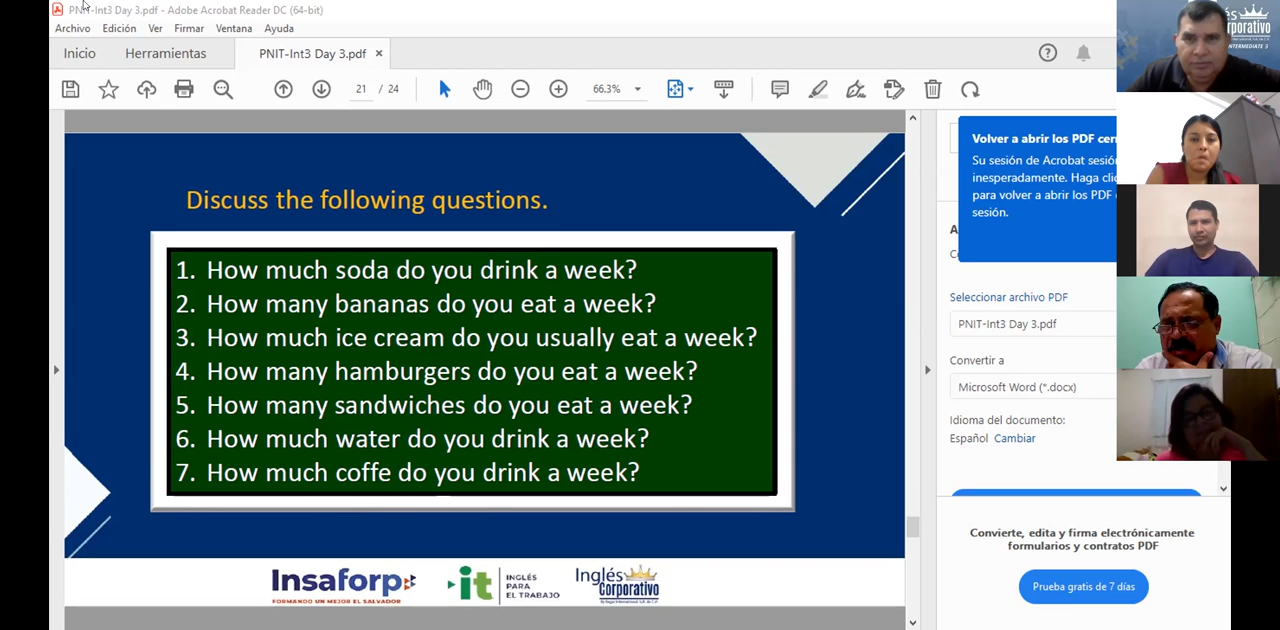 PNIT-Int3 Day 3.pdf - Adobe Acrobat Reader DC (64-bit)
Archivo Edición Ver Firmar Ventana Ayuda
Inicio Herramientas PNIT-Int3 Day 3.pdf ×
21 / 24 66.3%
Discuss the following questions.
1. How much soda do you drink a week?
2. How many bananas do you eat a week?
3. How much ice cream do you usually eat a week?
4. How many hamburgers do you eat a week?
5. How many sandwiches do you eat a week?
6. How much water do you drink a week?
7. How much coffe do you drink a week?
Insaforp
FORMANDO UN MEJOR EL SALVADOR
it
INGLÉS
PARA
EL TRABAJO
Inglés
Corporativo
Volver a abrir los PDF cerr
Su sesión de Acrobat sesió
inesperadamente. Haga clic
para volver a abrir los PDF
sesión.
Seleccionar archivo PDF
PNIT-Int3 Day 3.pdf
Convertir a
Microsoft Word (*.docx)
Idioma del documento:
Español Cambiar
Convierte, edita y firma electrónicamente
formularios y contratos PDF
Prueba gratis de 7 días
orporativo
INTERMEDIATE 3